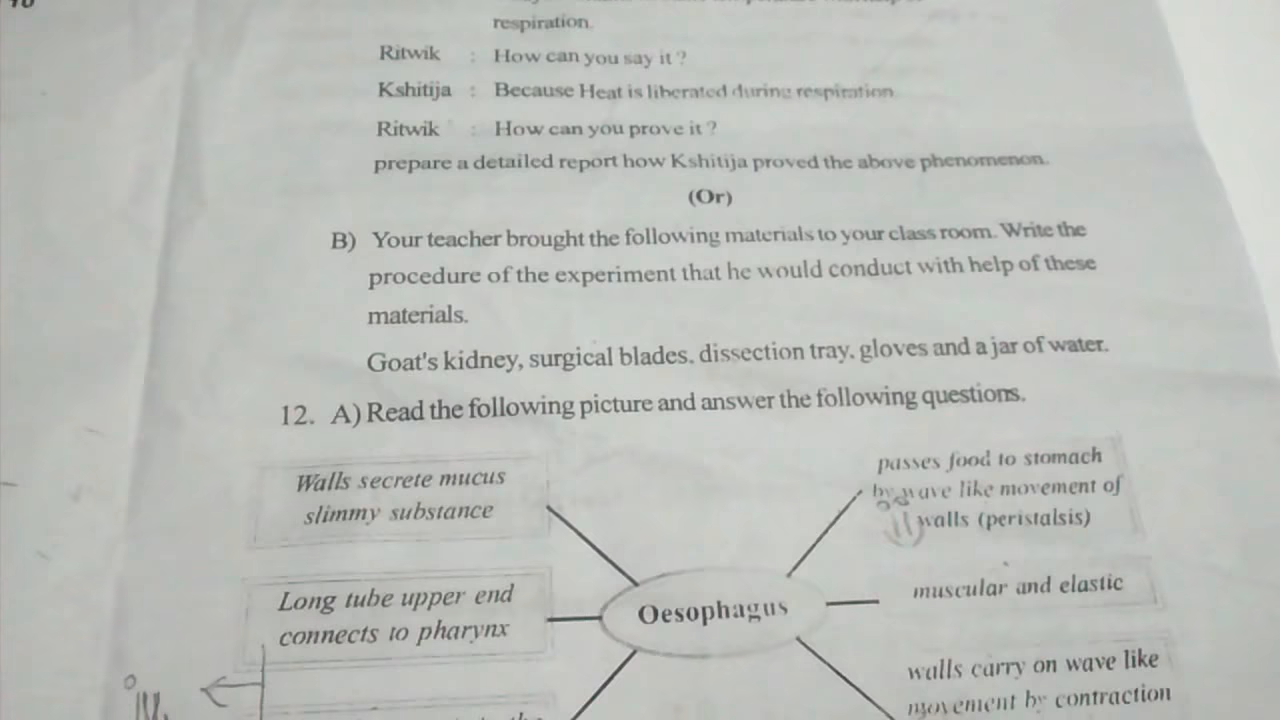 respiration.
Ritwik : How can you say it ?
Kshitija : Because Heat is liberated during respiration.
Ritwik : How can you prove it ?
prepare a detailed report how Kshitija proved the above phenomenon.
(Or)
B) Your teacher brought the following materials to your class room. Write the
procedure of the experiment that he would conduct with help of these
materials.
Goat's kidney, surgical blades, dissection tray, gloves and a jar of water.
12. A) Read the following picture and answer the following questions.
Walls secrete mucus
slimmy substance
passes food to stomach
by wave like movement of
walls (peristalsis)
Long tube upper end
connects to pharynx
Oesophagus
muscular and elastic
walls carry on wave like
movement by contraction